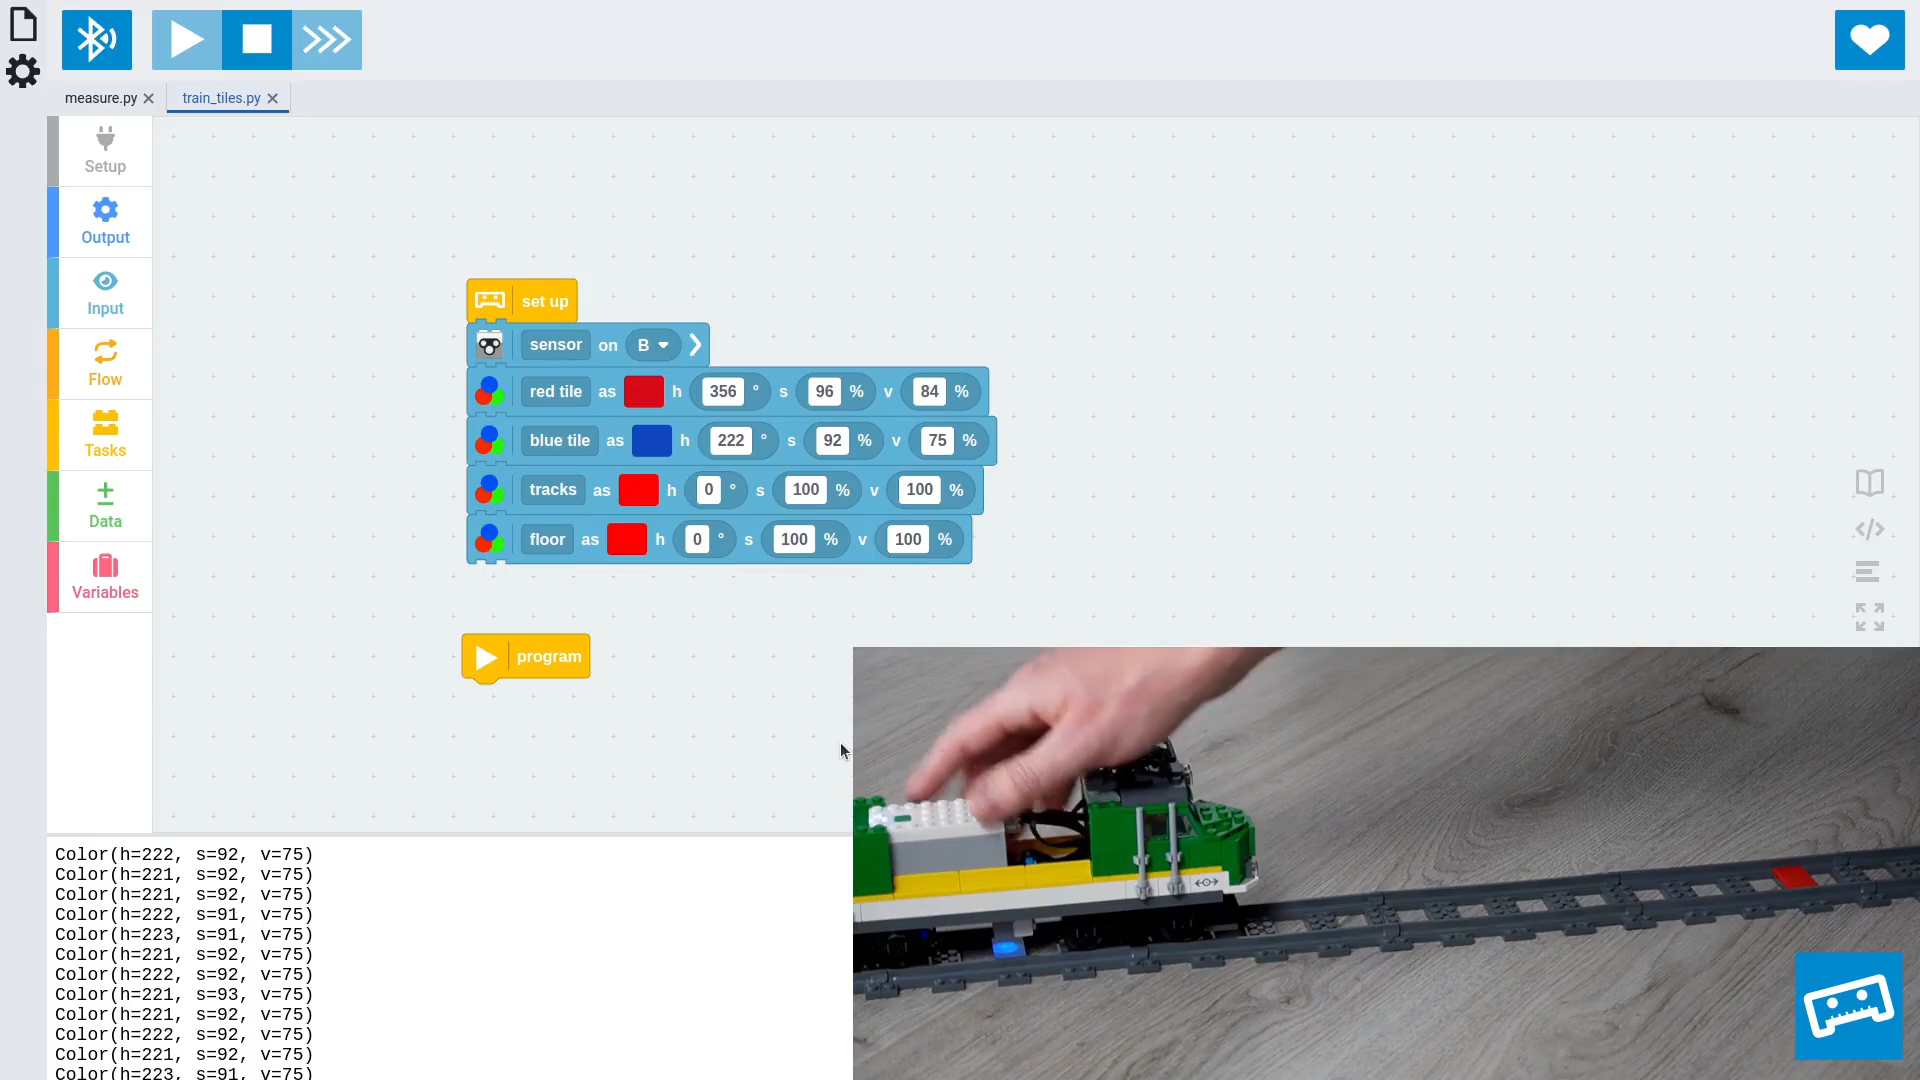 measure.py
train_tiles.py
Setup
Output
Input
Flow
Tasks
Data
Variables
set up
sensor on B
red tile as h 356 ° s 96 % v 84 %
blue tile as h 222 ° s 92 % v 75 %
tracks as h 0 ° s 100 % v 100 %
floor as h 0 ° s 100 % v 100 %
program
Color(h=222, s=92, v=75)
Color(h=221, s=92, v=75)
Color(h=221, s=92, v=75)
Color(h=222, s=91, v=75)
Color(h=223, s=91, v=75)
Color(h=221, s=92, v=75)
Color(h=222, s=92, v=75)
Color(h=221, s=93, v=75)
Color(h=221, s=92, v=75)
Color(h=222, s=92, v=75)
Color(h=221, s=92, v=75)
Color(h=223, s=91, v=75)